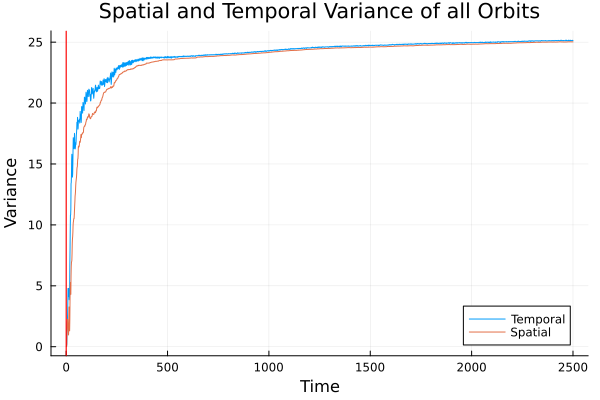 Spatial and Temporal Variance of all Orbits
25
20
15
10
5
0
Variance
Temporal
Spatial
0 500 1000 1500 2000 2500
Time